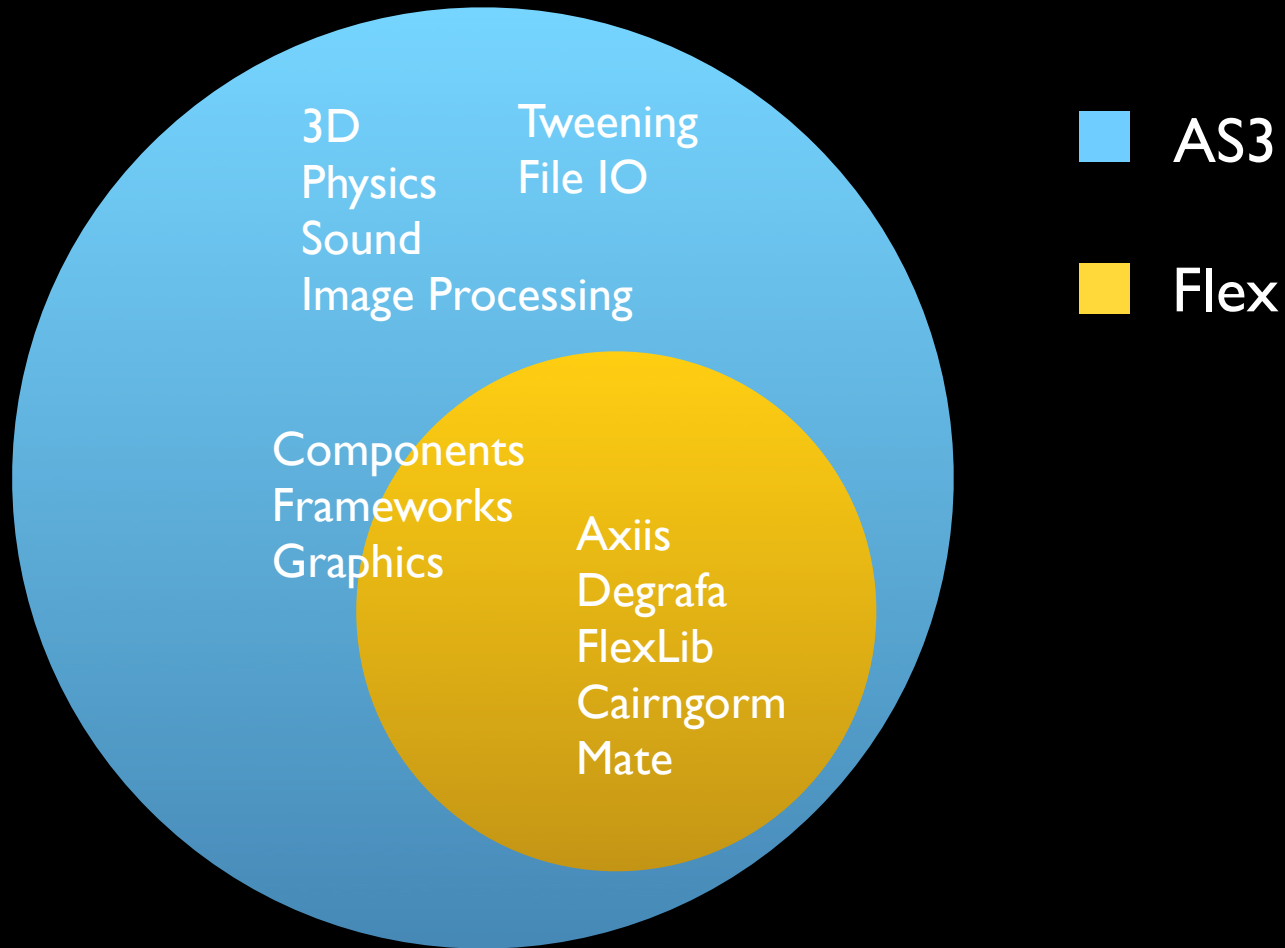 3D
Physics
Sound
Image Processing
Tweening
File IO
Components
Frameworks
Graphics
Axiis
Degrafa
FlexLib
Cairngorm
Mate
AS3
Flex